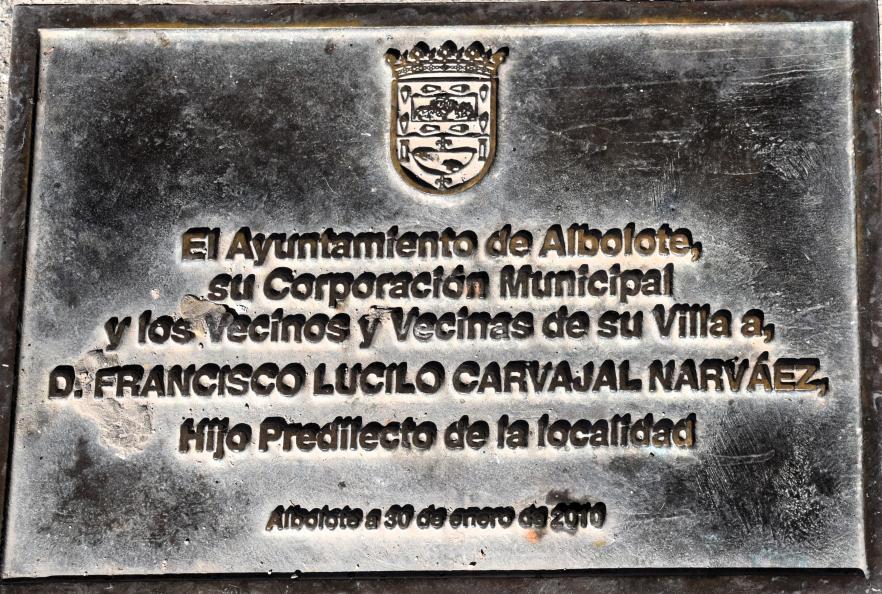 El Ayuntamiento de Albolote,
su Corporación Municipal
y los Vecinos y Vecinas de su Villa a,
D. FRANCISCO LUCILO CARVAJAL NARVÁEZ,
Hijo Predilecto de la localidad
Albolote a 30 de enero de 2010